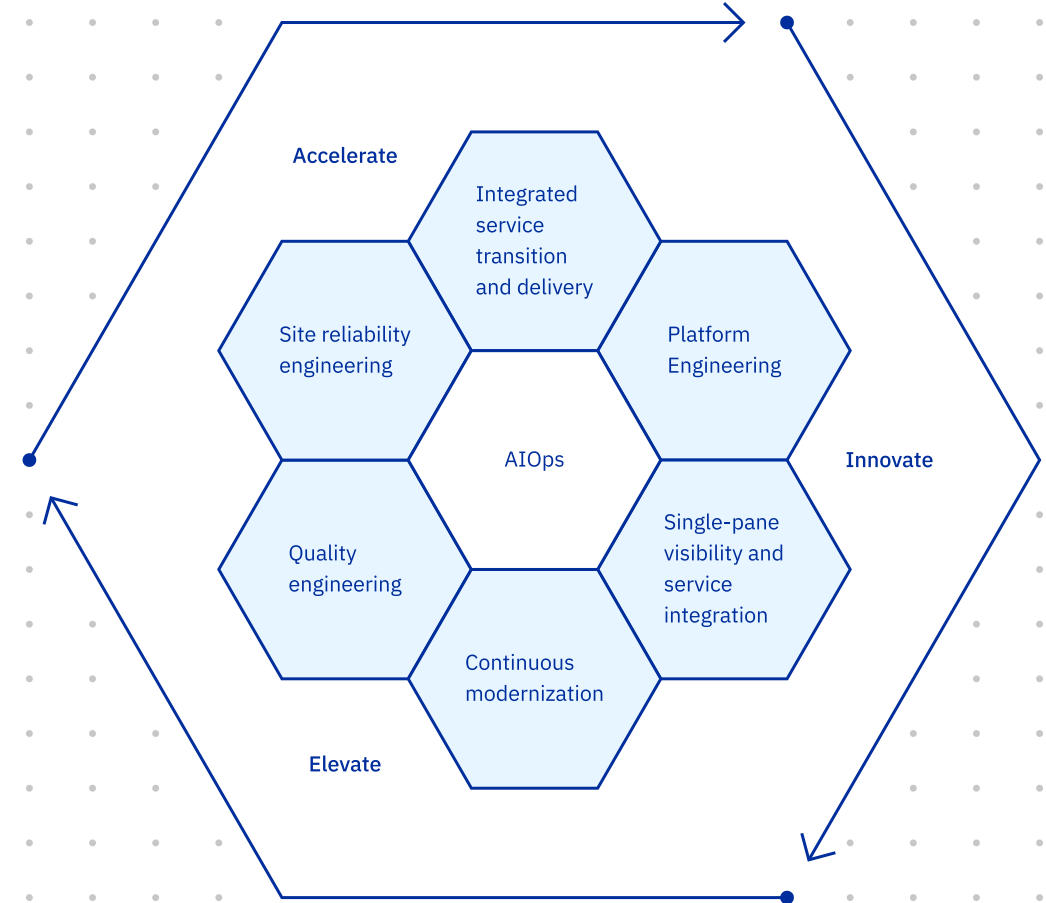 Accelerate
Integrated
service
transition
and delivery
Site reliability
engineering
Platform
Engineering
AIOps
Innovate
Single-pane
visibility and
service
integration
Quality
engineering
Continuous
modernization
Elevate